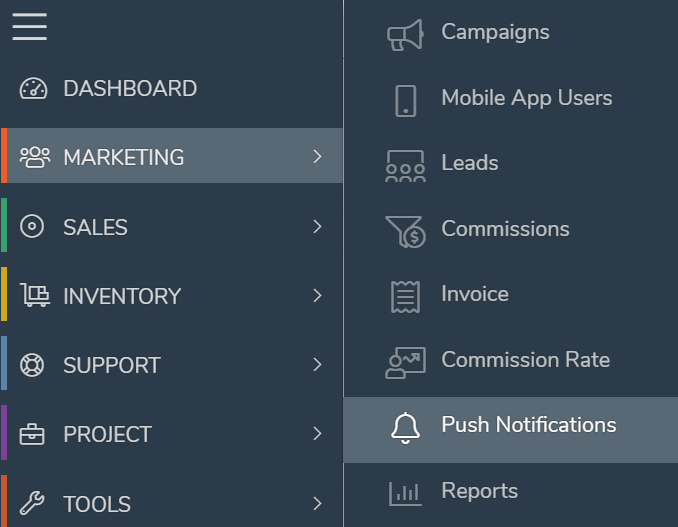 DASHBOARD
MARKETING
SALES
INVENTORY
SUPPORT
PROJECT
TOOLS
Campaigns
Mobile App Users
Leads
Commissions
Invoice
Commission Rate
Push Notifications
Reports